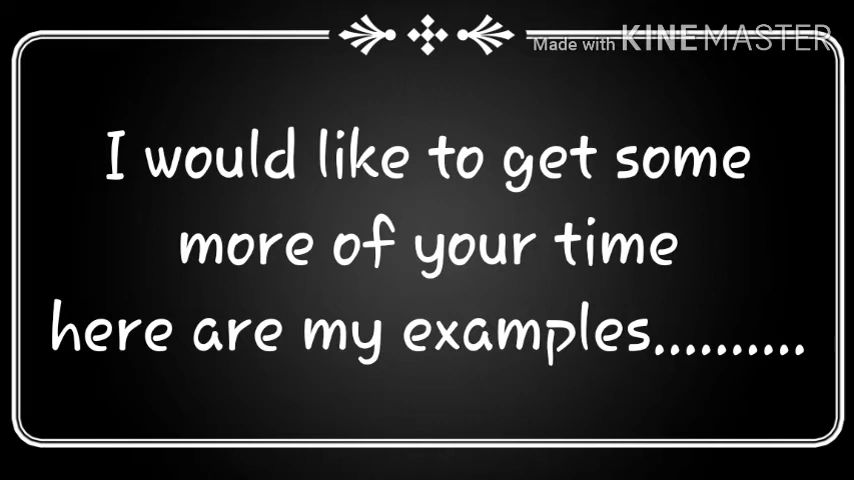 Made with KINEMASTER
I would like to get some
more of your time
here are my examples..........